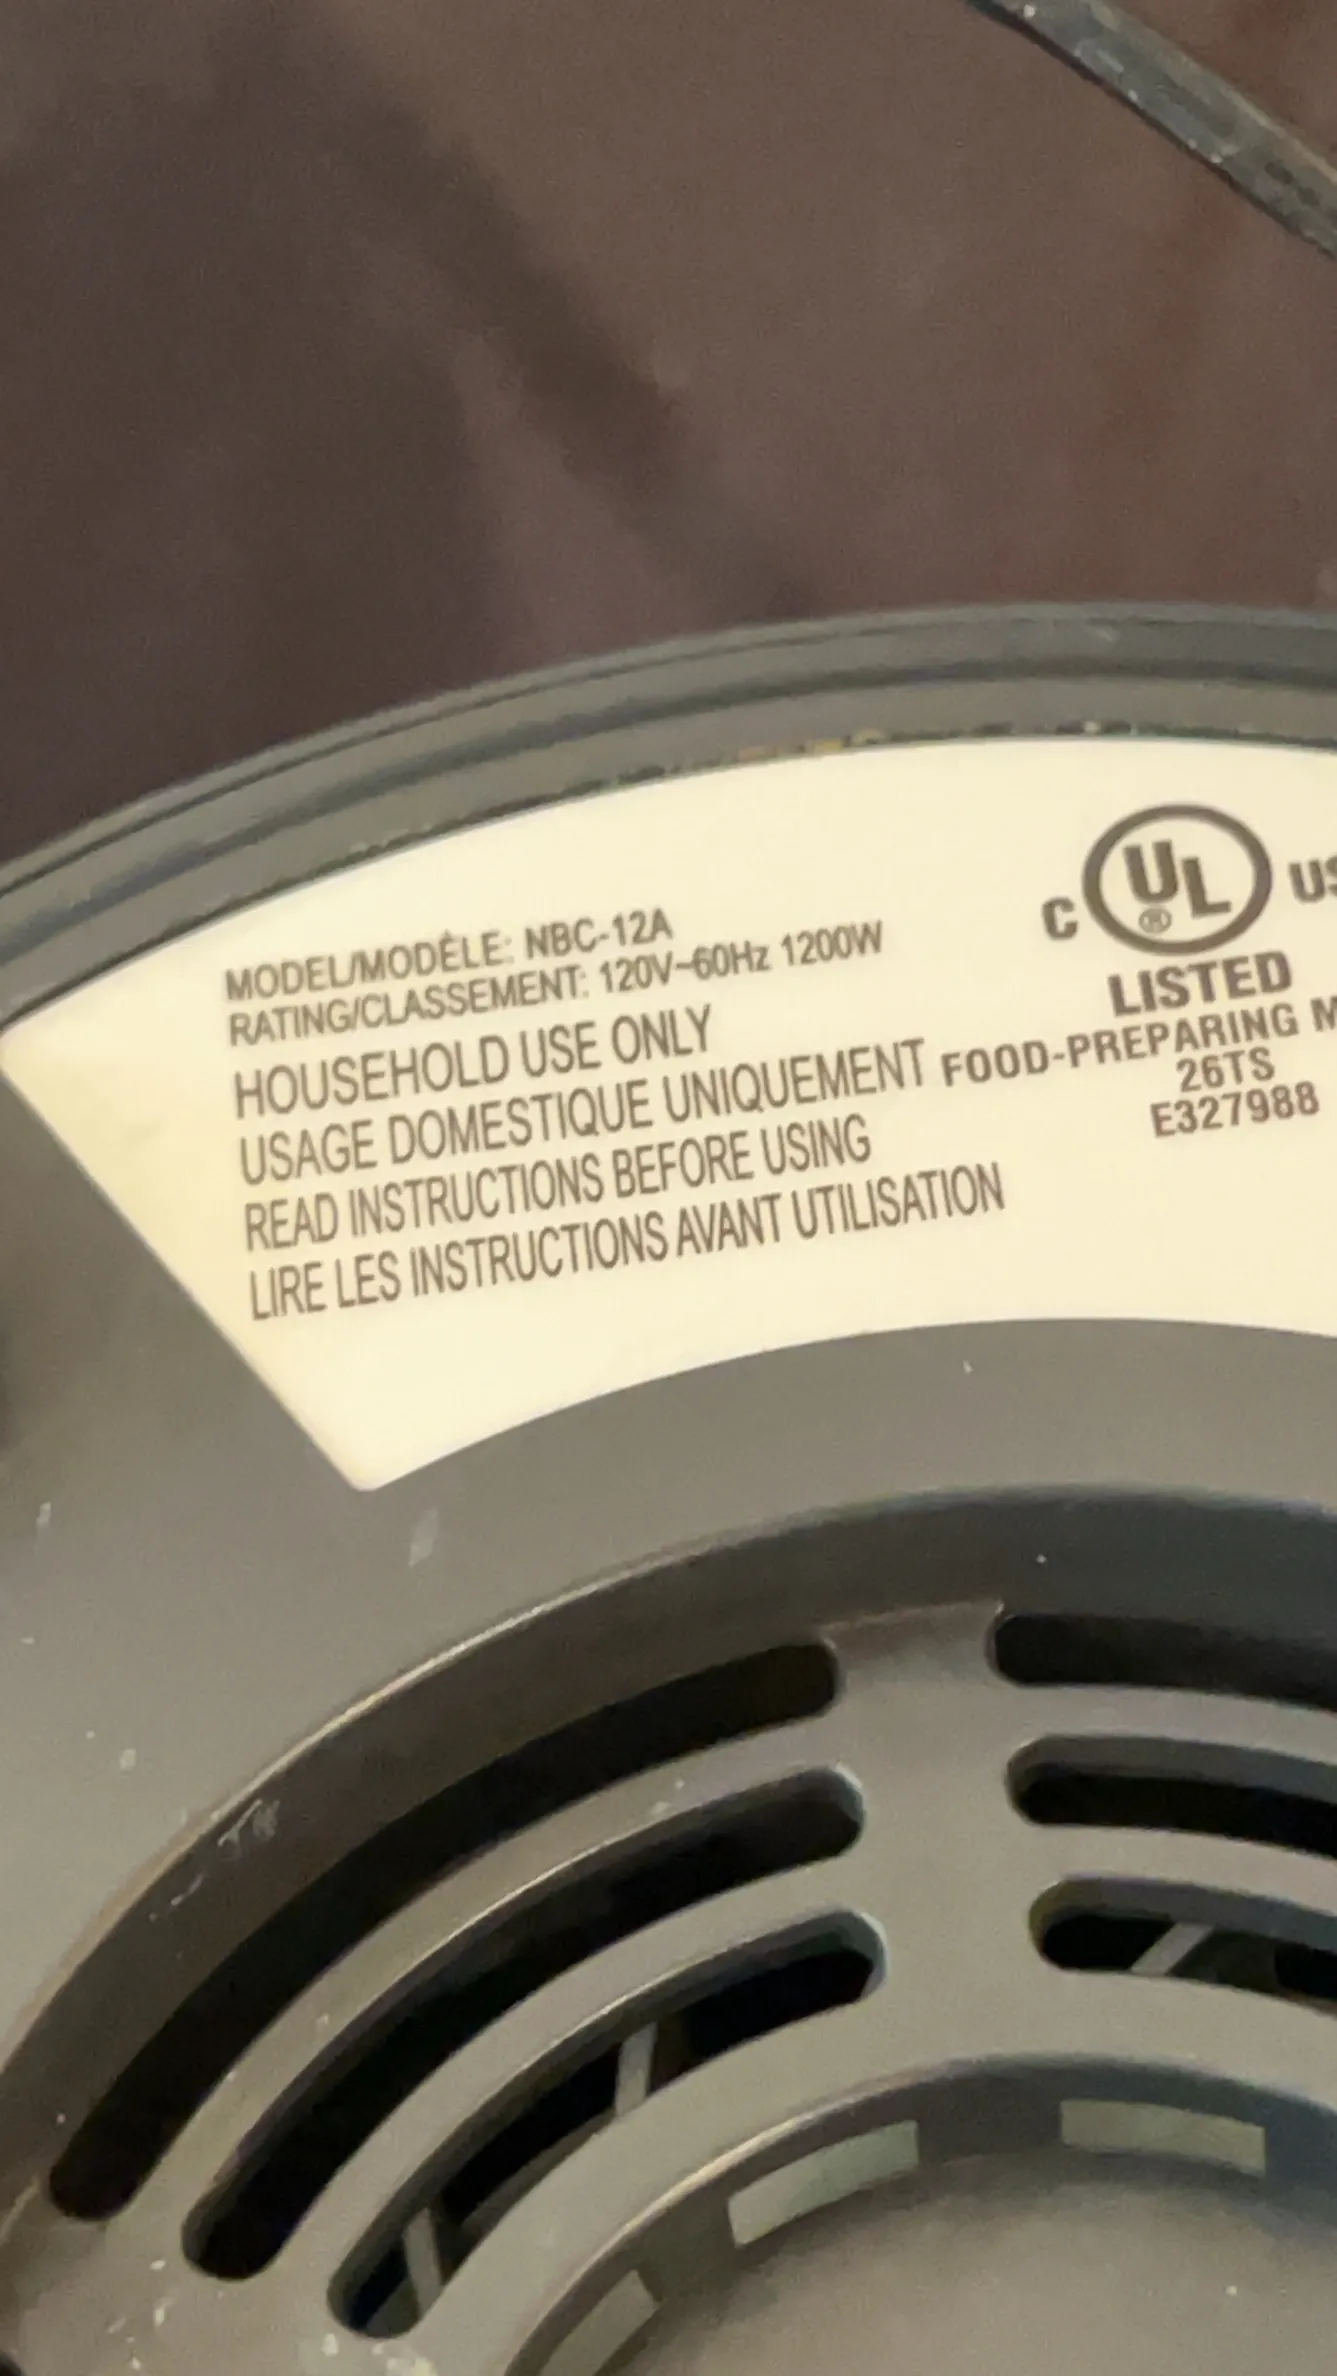 MODEL/MODÈLE: NBC-12A
RATING/CLASSEMENT: 120V~60Hz 1200W
HOUSEHOLD USE ONLY
USAGE DOMESTIQUE UNIQUEMENT
READ INSTRUCTIONS BEFORE USING
LIRE LES INSTRUCTIONS AVANT UTILISATION
C UL® US
LISTED
FOOD-PREPARING M
26TS
E327988